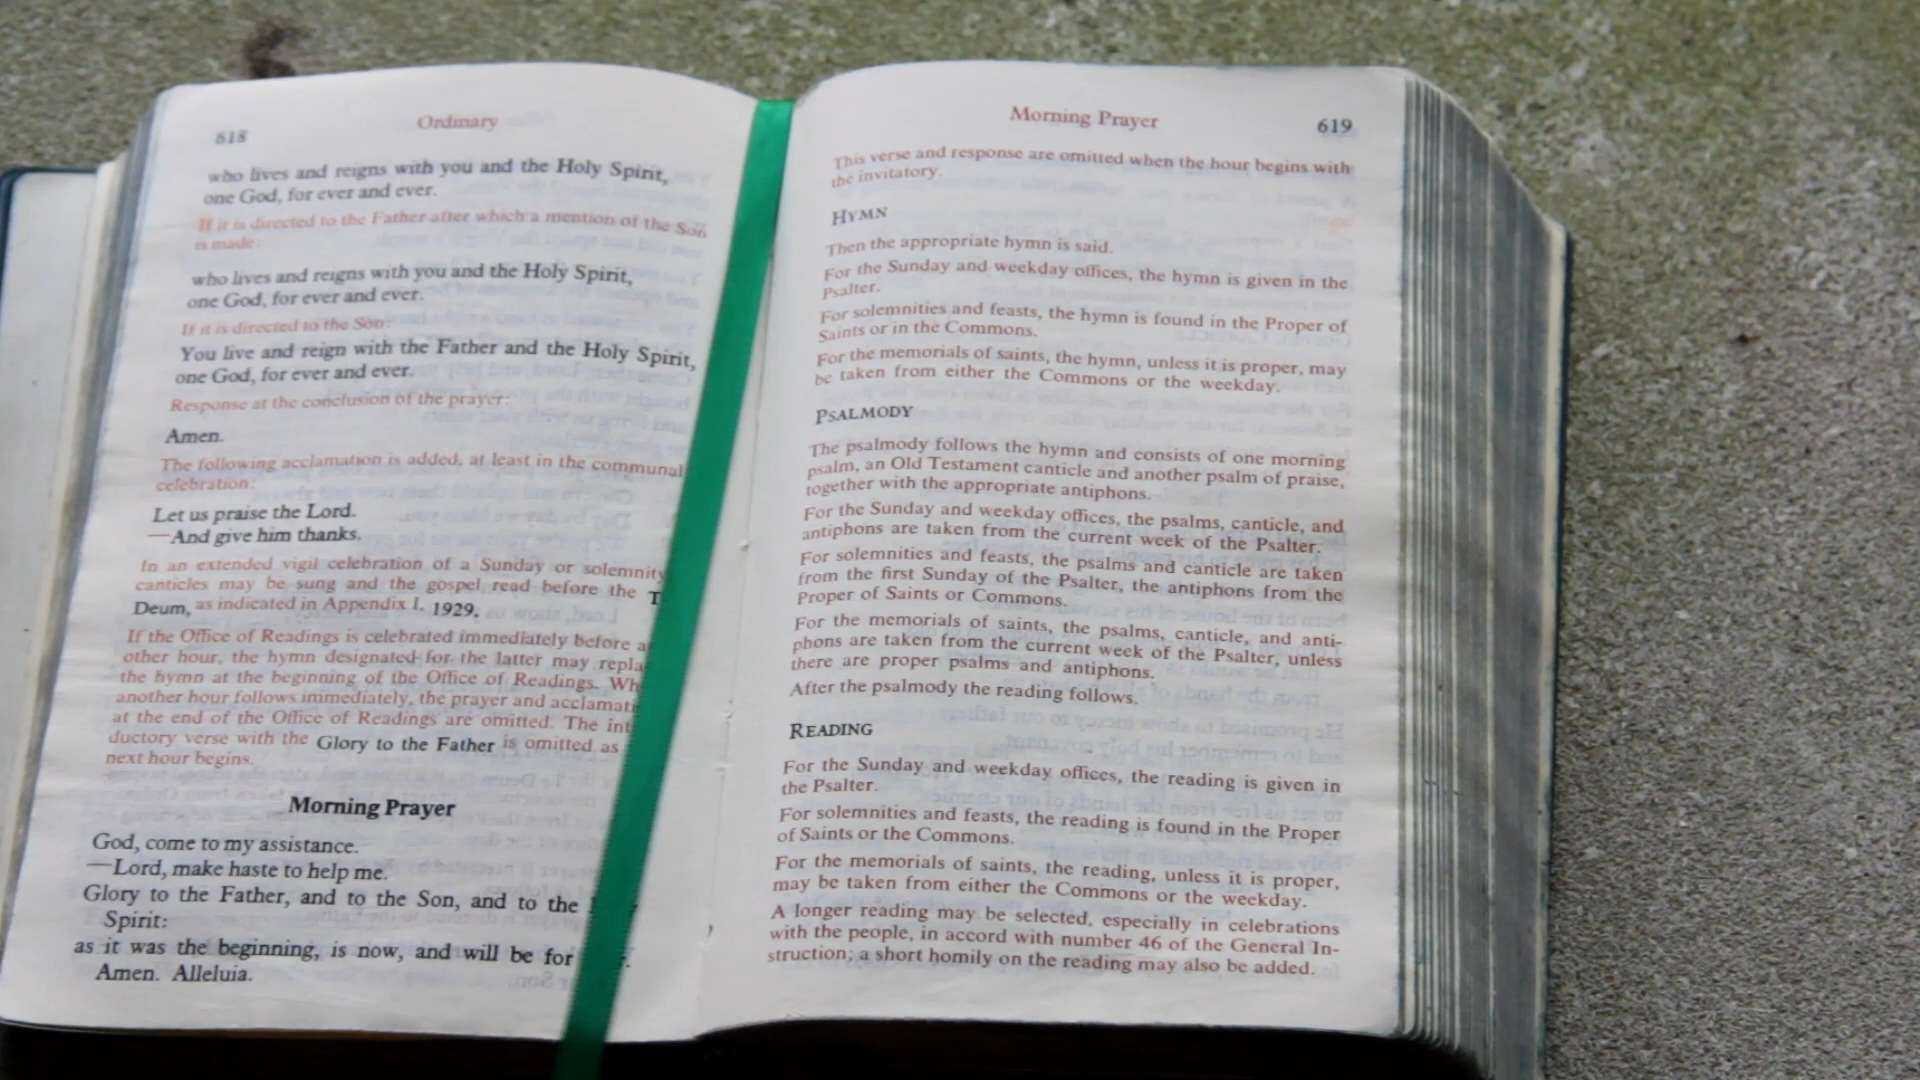 618
Ordinary
who lives and reigns with you and the Holy Spirit,
one God, for ever and ever.
If it is directed to the Father after which a mention of the Son
is made:
who lives and reigns with you and the Holy Spirit,
one God, for ever and ever.
If it is directed to the Son:
You live and reign with the Father and the Holy Spirit,
one God, for ever and ever.
Response at the conclusion of the prayer:
Amen.
The following acclamation is added, at least in the communal
celebration:
Let us praise the Lord.
—And give him thanks.
In an extended vigil celebration of a Sunday or solemnity
canticles may be sung and the gospel read before the T
Deum, as indicated in Appendix I, 1929.
If the Office of Readings is celebrated immediately before a
other hour, the hymn designated for the latter may repla
the hymn at the beginning of the Office of Readings. Wh
another hour follows immediately, the prayer and acclamati
at the end of the Office of Readings are omitted. The int
ductory verse with the Glory to the Father is omitted as
next hour begins.
Morning Prayer
God, come to my assistance.
—Lord, make haste to help me.
Glory to the Father, and to the Son, and to the
Spirit:
as it was the beginning, is now, and will be for
Amen. Alleluia.
Morning Prayer
619
This verse and response are omitted when the hour begins with
the invitatory.
HYMN
Then the appropriate hymn is said.
For the Sunday and weekday offices, the hymn is given in the
Psalter.
For solemnities and feasts, the hymn is found in the Proper of
Saints or in the Commons.
For the memorials of saints, the hymn, unless it is proper, may
be taken from either the Commons or the weekday.
PSALMODY
The psalmody follows the hymn and consists of one morning
psalm, an Old Testament canticle and another psalm of praise,
together with the appropriate antiphons.
For the Sunday and weekday offices, the psalms, canticle, and
antiphons are taken from the current week of the Psalter.
For solemnities and feasts, the psalms and canticle are taken
from the first Sunday of the Psalter, the antiphons from the
Proper of Saints or Commons.
For the memorials of saints, the psalms, canticle, and anti-
phons are taken from the current week of the Psalter, unless
there are proper psalms and antiphons.
After the psalmody the reading follows.
READING
For the Sunday and weekday offices, the reading is given in
the Psalter.
For solemnities and feasts, the reading is found in the Proper
of Saints or the Commons.
For the memorials of saints, the reading, unless it is proper,
may be taken from either the Commons or the weekday.
A longer reading may be selected, especially in celebrations
with the people, in accord with number 46 of the General In-
struction; a short homily on the reading may also be added.